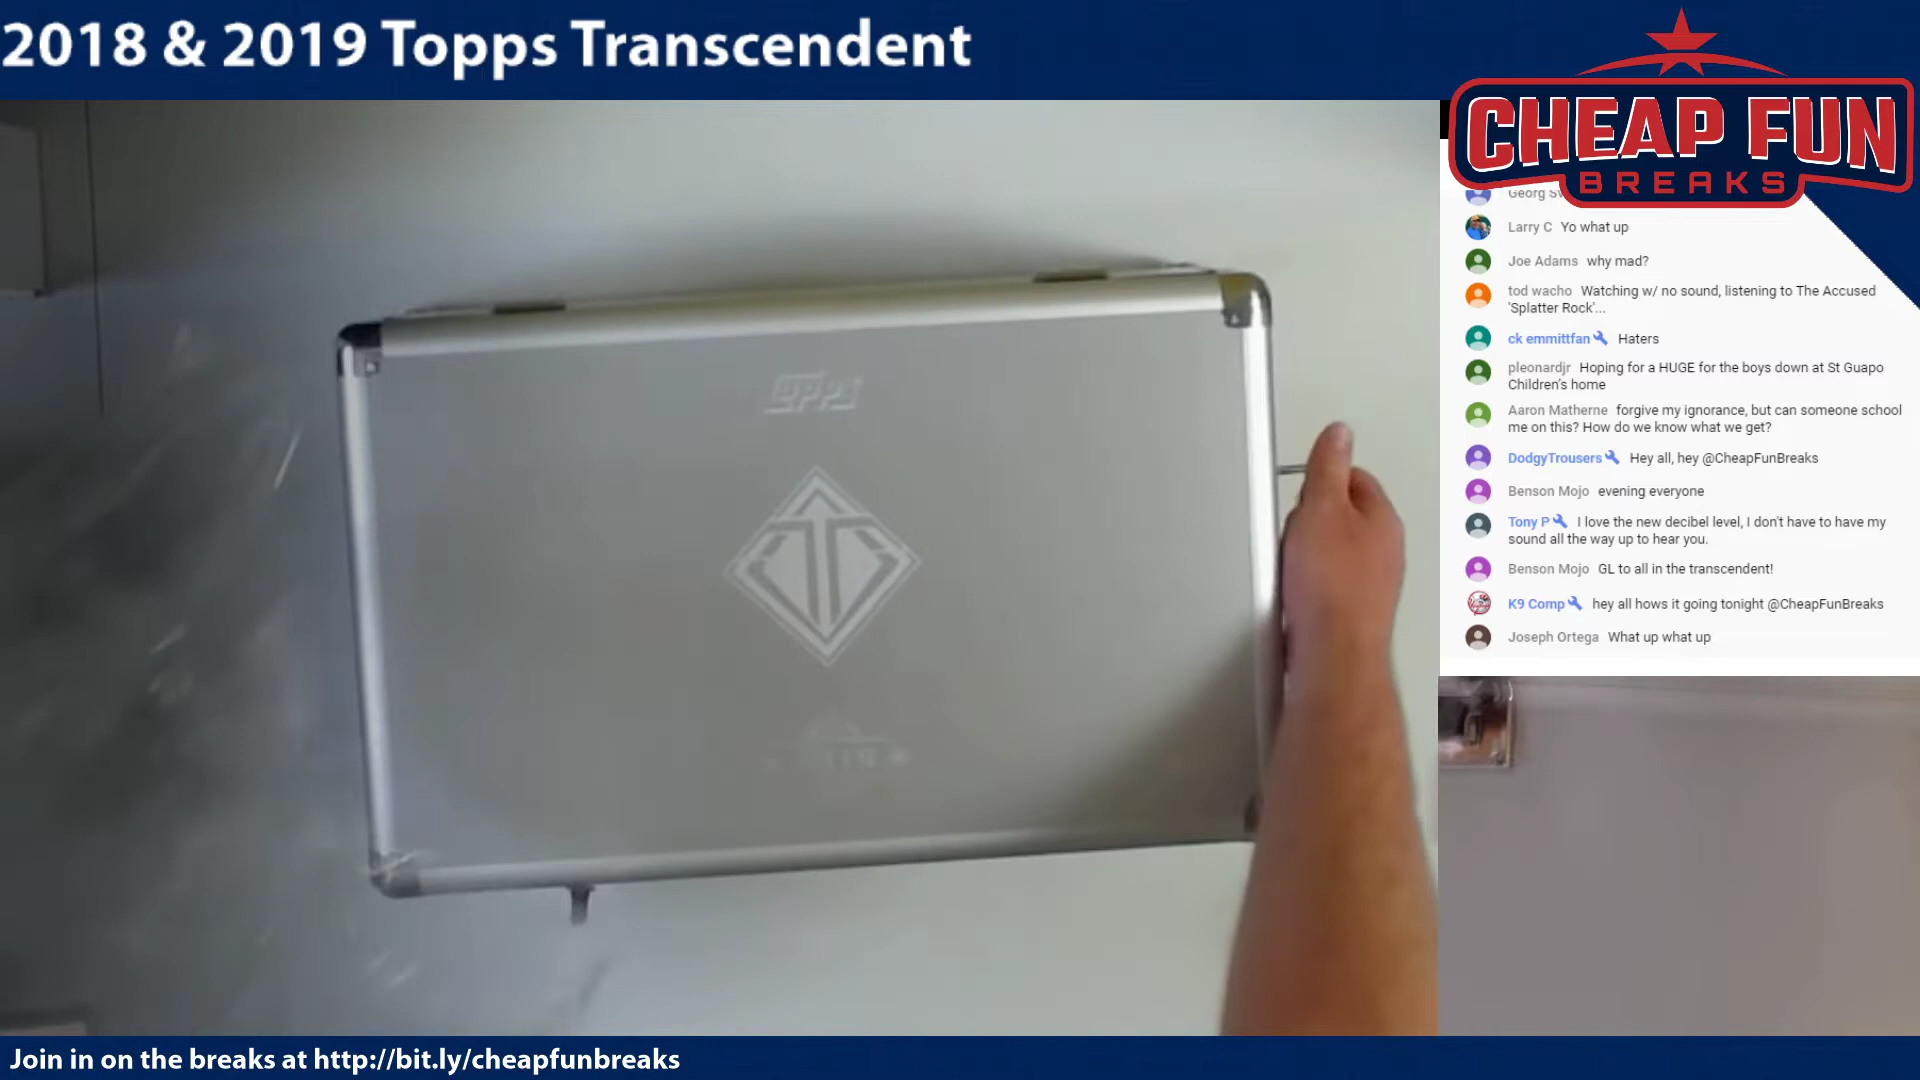 2018 & 2019 Topps Transcendent
CHEAP FUN
BREAKS
Georg
Larry C Yo what up
Joe Adams why mad?
tod wacho Watching w/ no sound, listening to The Accused
'Splatter Rock'...
ck emmittfan Haters
pleonardjr Hoping for a HUGE for the boys down at St Guapo
Children's home
Aaron Matherne forgive my ignorance, but can someone school
me on this? How do we know what we get?
DodgyTrousers Hey all, hey @CheapFunBreaks
Benson Mojo evening everyone
Tony P I love the new decibel level, I don't have to have my
sound all the way up to hear you.
Benson Mojo GL to all in the transcendent!
K9 Comp hey all hows it going tonight @CheapFunBreaks
Joseph Ortega What up what up
topps
Join in on the breaks at http://bit.ly/cheapfunbreaks